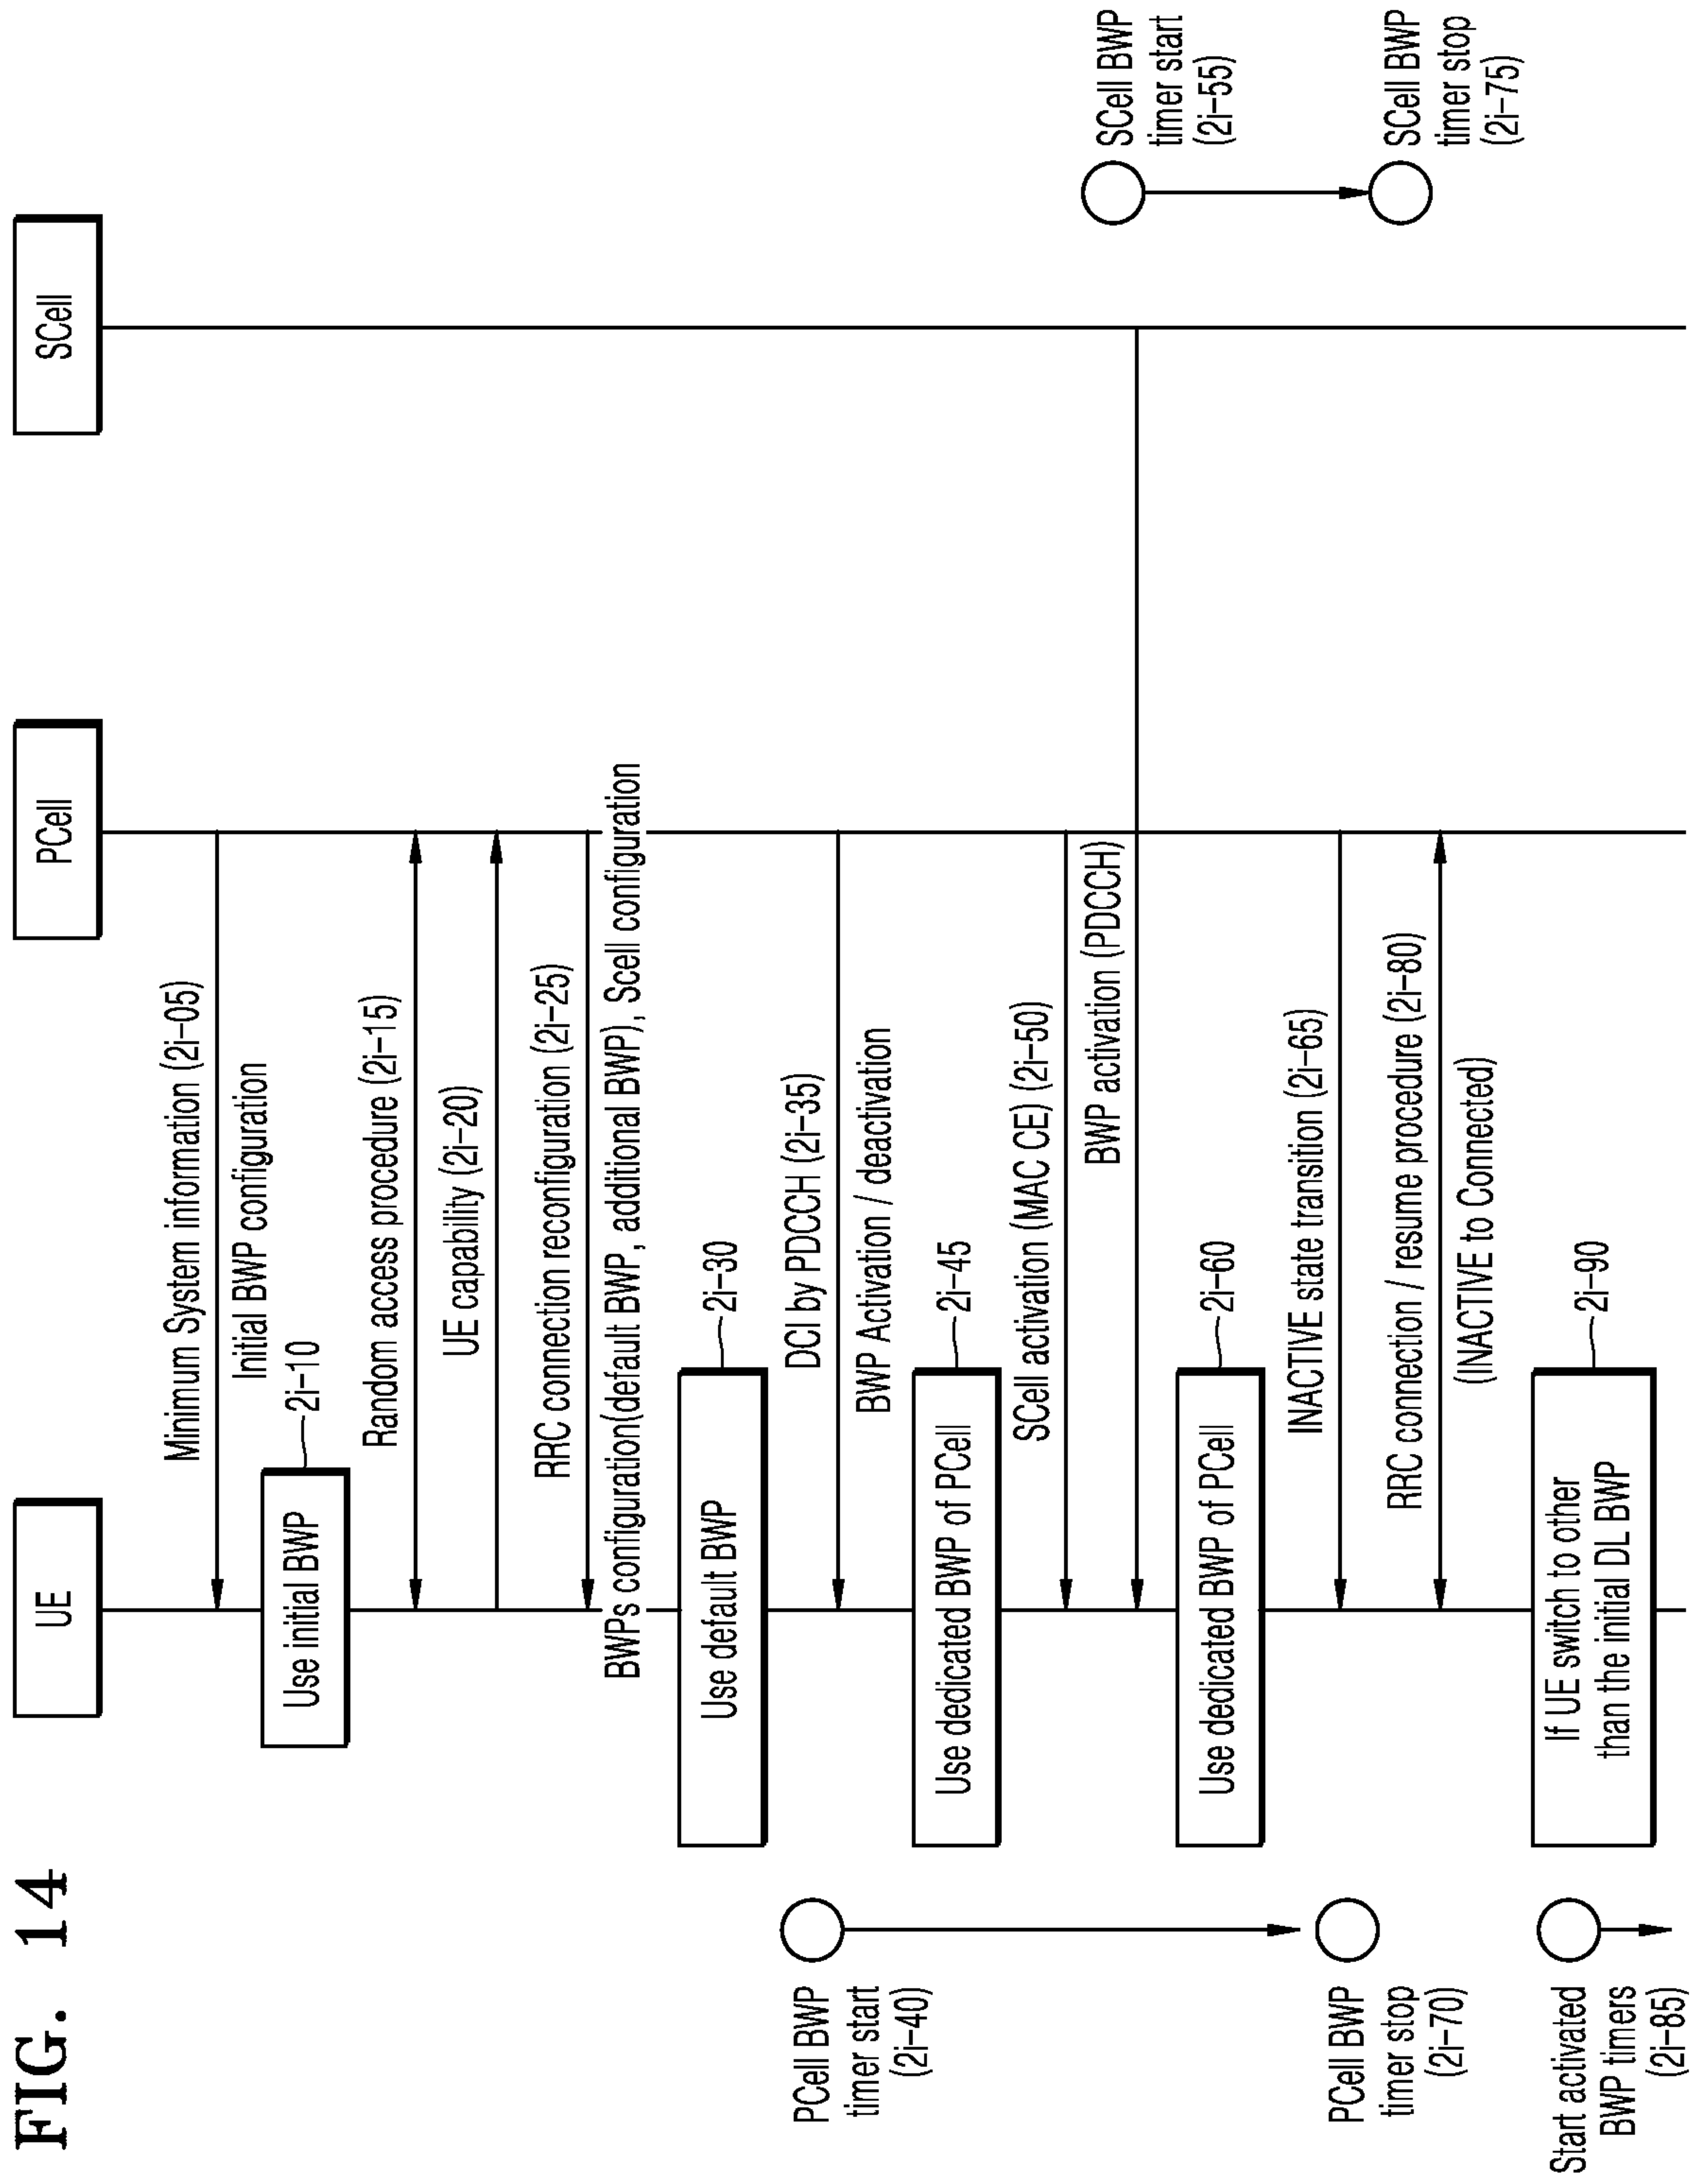 FIG. 14
UE
PCell
SCell
Minimum System information (2i-05)
Initial BWP configuration
2i-10
Use initial BWP
Random access procedure (2i-15)
UE capability (2i-20)
RRC connection reconfiguration (2i-25)
BWPs configuration(default BWP, additional BWP), Scell configuration
2i-30
Use default BWP
PCell BWP
timer start
(2i-40)
DCI by PDCCH (2i-35)
BWP Activation / deactivation
2i-45
Use dedicated BWP of PCell
SCell activation (MAC CE) (2i-50)
BWP activation (PDCCH)
SCell BWP
timer start
(2i-55)
2i-60
Use dedicated BWP of PCell
INACTIVE state transition (2i-65)
PCell BWP
timer stop
(2i-70)
SCell BWP
timer stop
(2i-75)
RRC connection / resume procedure (2i-80)
(INACTIVE to Connected)
Start activated
BWP timers
(2i-85)
2i-90
If UE switch to other
than the initial DL BWP